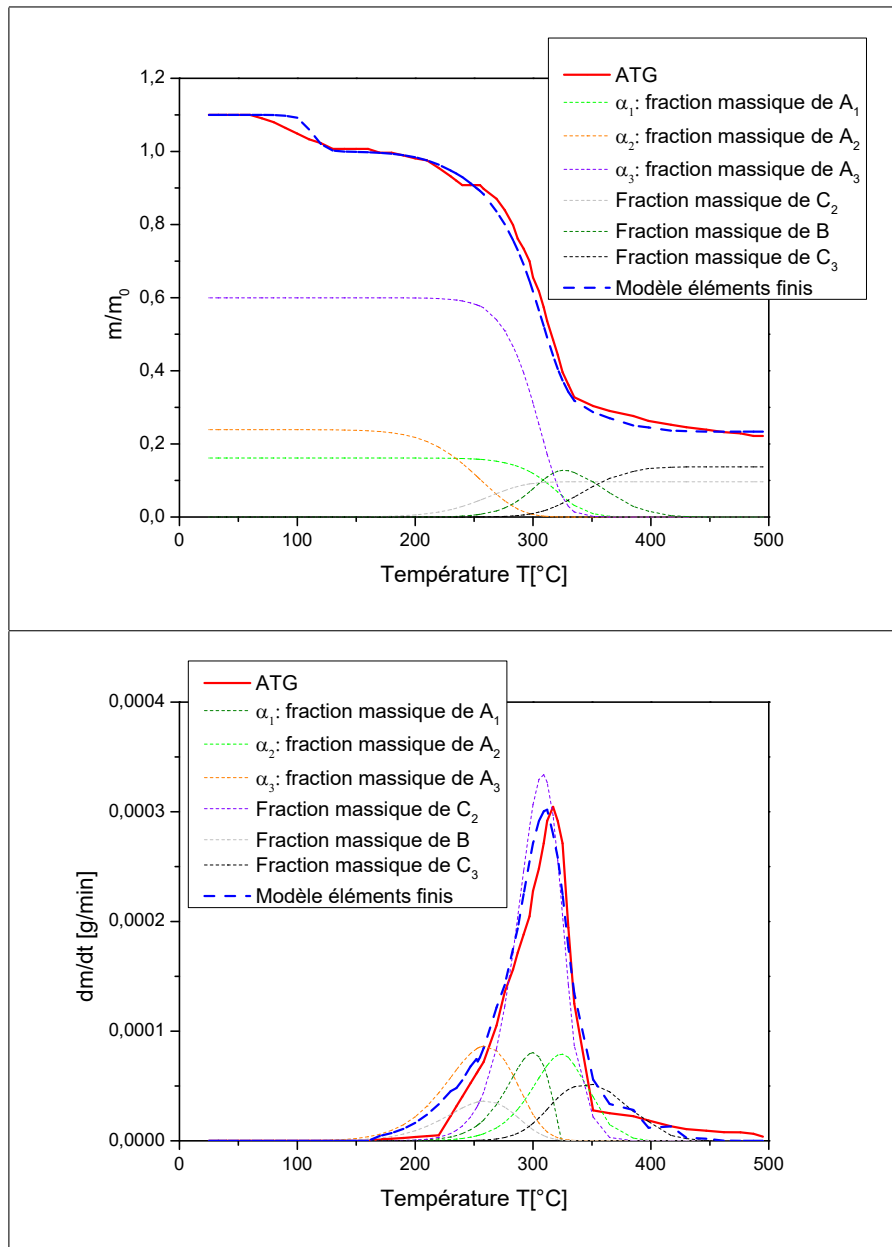 1,2
1,0
0,8
0,6
0,4
0,2
0,0
m/m0
0
100
200
300
400
500
Température T[°C]
ATG
α1: fraction massique de A1
α2: fraction massique de A2
α3: fraction massique de A3
Fraction massique de C2
Fraction massique de B
Fraction massique de C3
Modèle éléments finis
ATG
α1: fraction massique de A1
α2: fraction massique de A2
α3: fraction massique de A3
Fraction massique de C2
Fraction massique de B
Fraction massique de C3
Modèle éléments finis
0,0004
0,0003
0,0002
0,0001
0,0000
dm/dt [g/min]
0
100
200
300
400
500
Température T[°C]